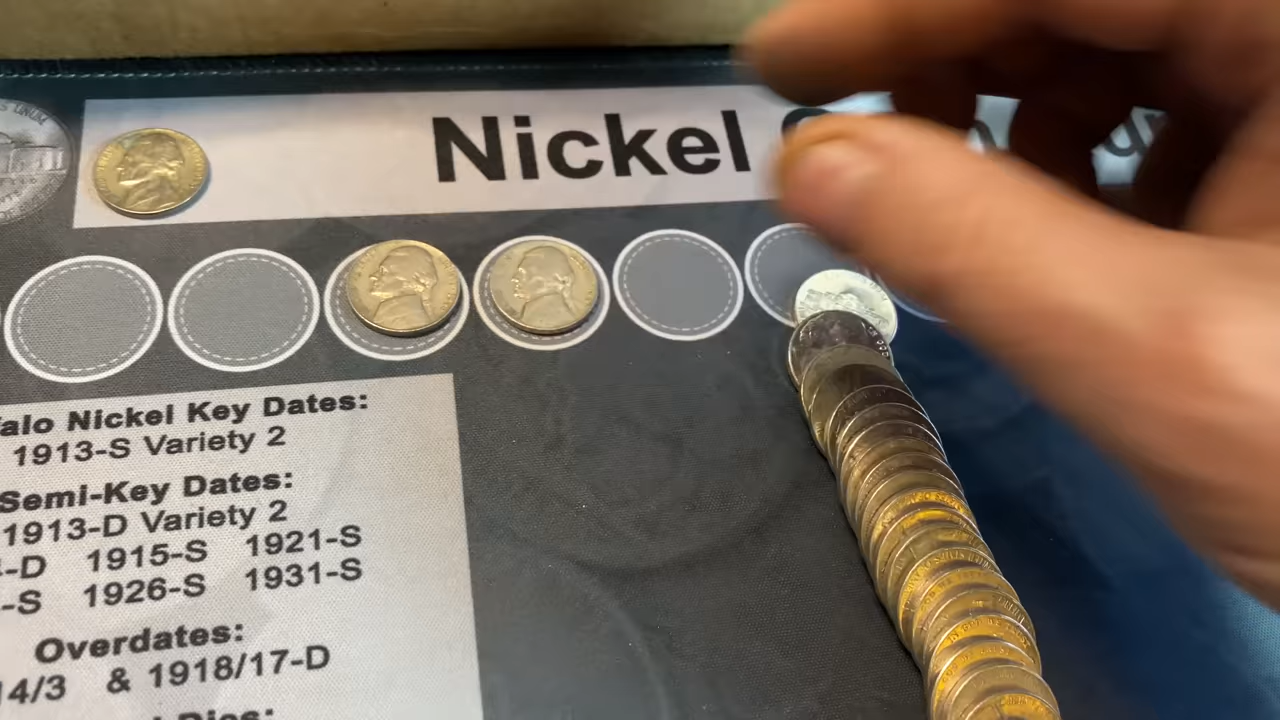 Nickel
alo Nickel Key Dates:
1913-S Variety 2
Semi-Key Dates:
1913-D Variety 2
-D 1915-S 1921-S
-S 1926-S 1931-S
Overdates:
14/3 & 1918/17-D